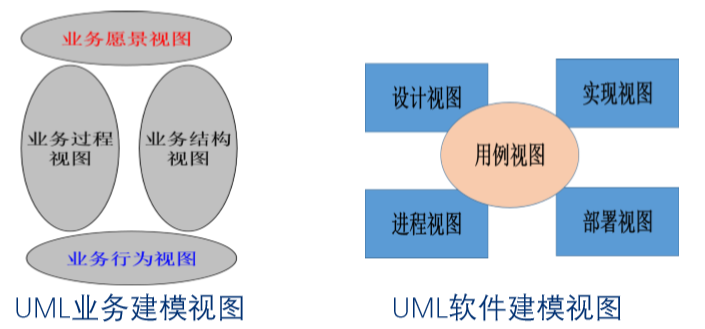 业务愿景视图
业务过程
视图
业务结构
视图
业务行为视图
UML业务建模视图
设计视图
实现视图
用例视图
进程视图
部署视图
UML软件建模视图